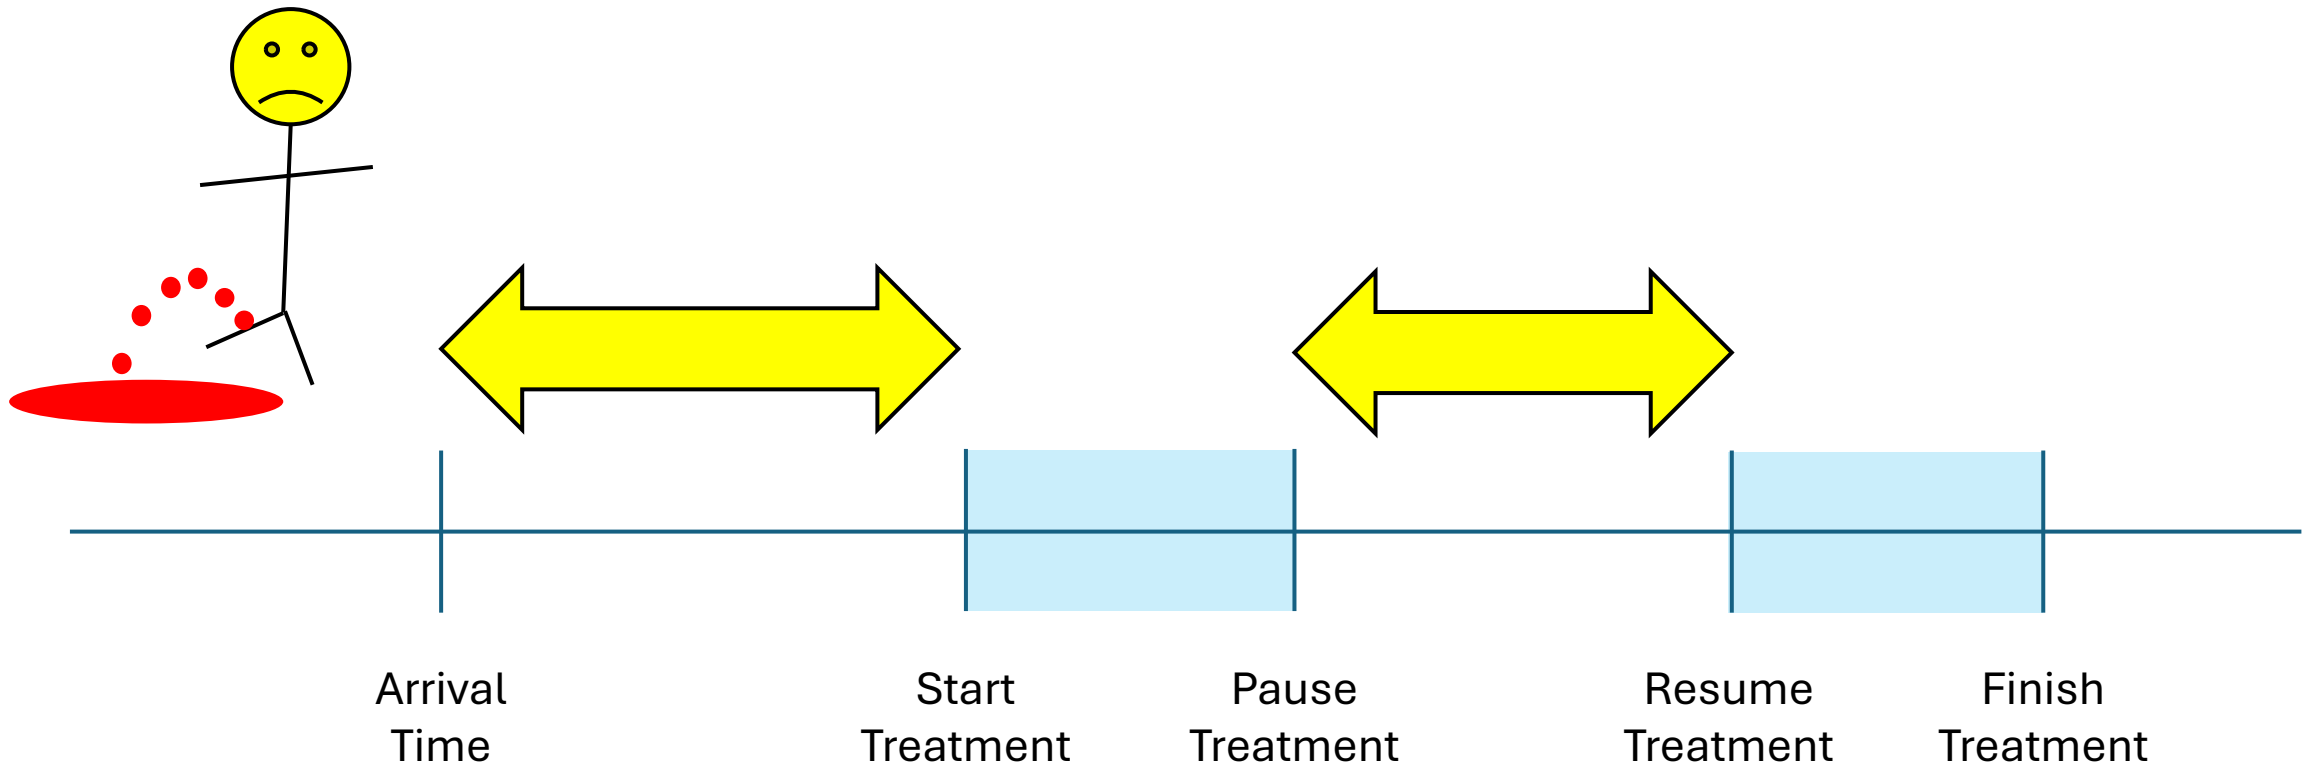 Arrival
Time
Start
Treatment
Pause
Treatment
Resume
Treatment
Finish
Treatment